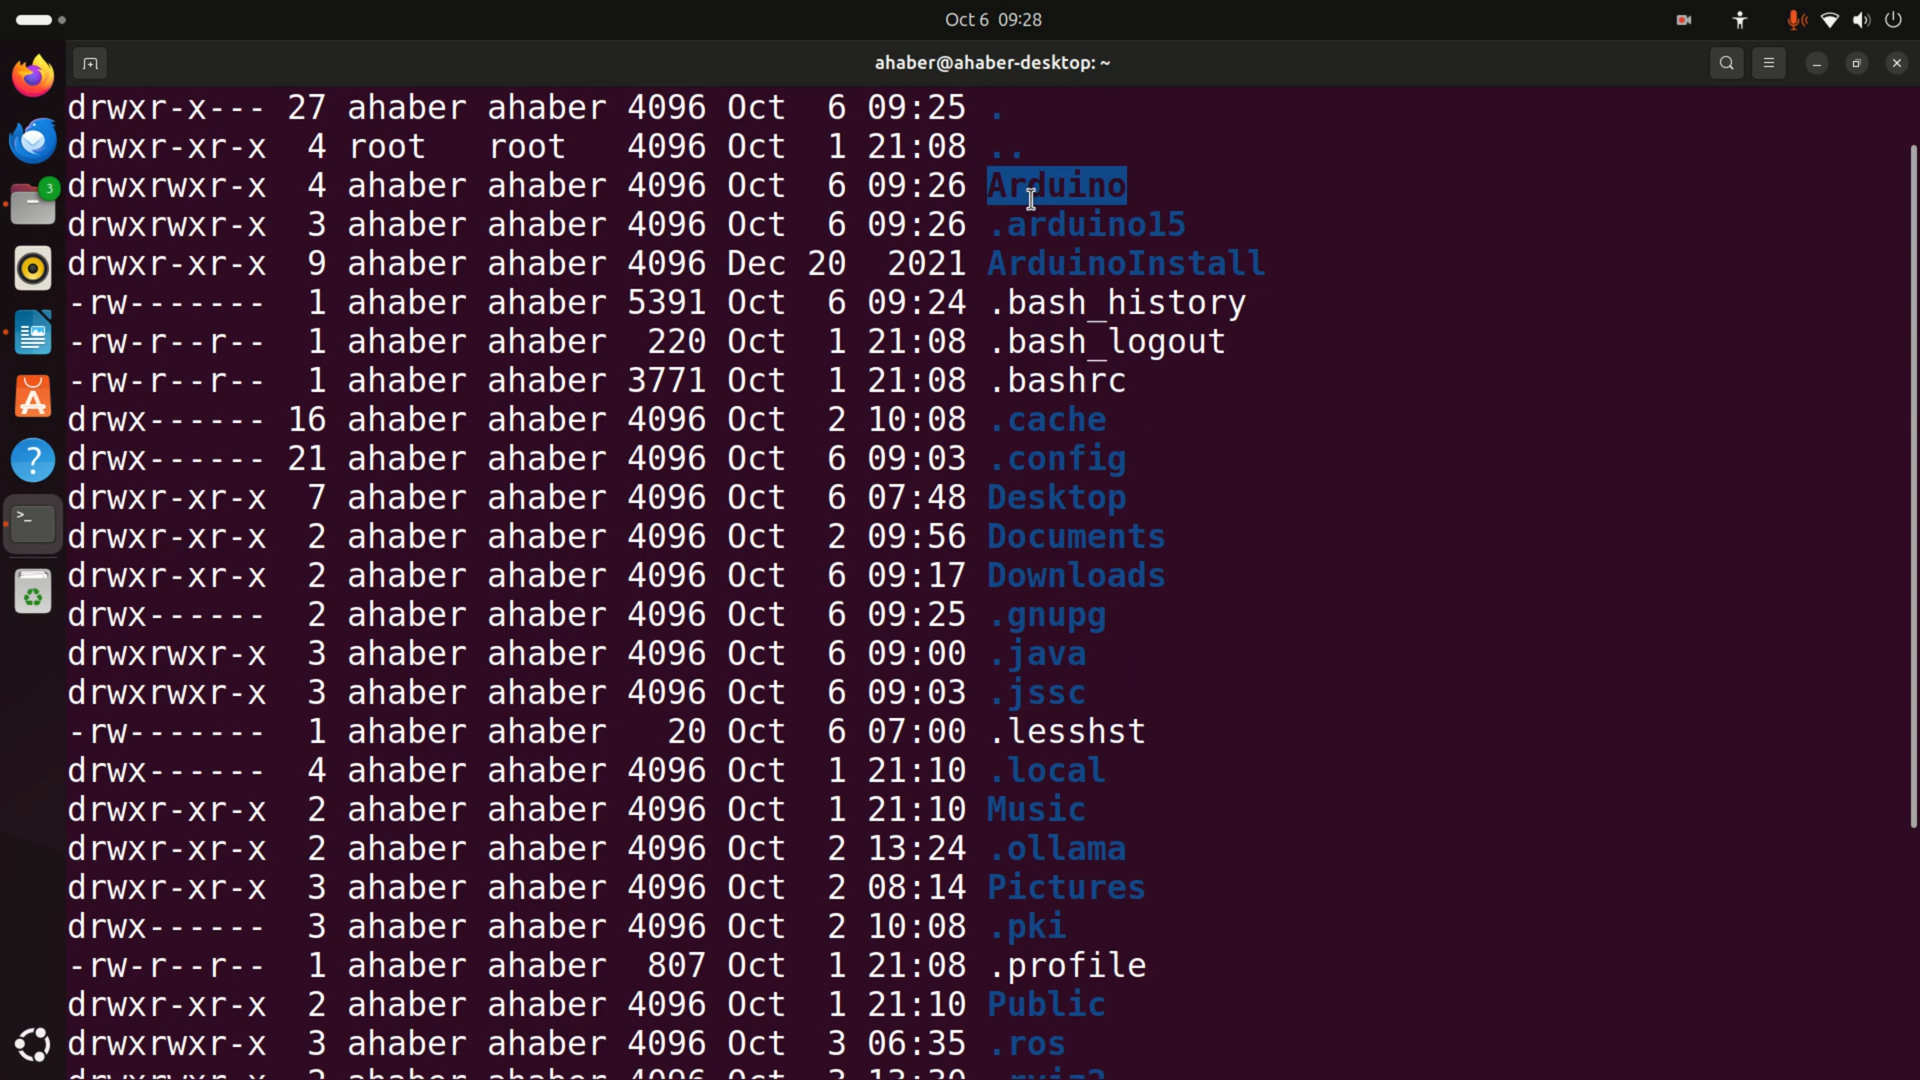 Oct 6 09:28
ahaber@ahaber-desktop: ~
3
drwxr-x--- 27 ahaber ahaber 4096 Oct  6 09:25 .
drwxr-xr-x  4 root   root   4096 Oct  1 21:08 ..
drwxrwxr-x  4 ahaber ahaber 4096 Oct  6 09:26 Arduino
drwxrwxr-x  3 ahaber ahaber 4096 Oct  6 09:26 .arduino15
drwxr-xr-x  9 ahaber ahaber 4096 Dec 20  2021 ArduinoInstall
-rw-------  1 ahaber ahaber 5391 Oct  6 09:24 .bash_history
-rw-r--r--  1 ahaber ahaber  220 Oct  1 21:08 .bash_logout
-rw-r--r--  1 ahaber ahaber 3771 Oct  1 21:08 .bashrc
drwx------ 16 ahaber ahaber 4096 Oct  2 10:08 .cache
drwx------ 21 ahaber ahaber 4096 Oct  6 09:03 .config
drwxr-xr-x  7 ahaber ahaber 4096 Oct  6 07:48 Desktop
drwxr-xr-x  2 ahaber ahaber 4096 Oct  2 09:56 Documents
drwxr-xr-x  2 ahaber ahaber 4096 Oct  6 09:17 Downloads
drwx------  2 ahaber ahaber 4096 Oct  6 09:25 .gnupg
drwxrwxr-x  3 ahaber ahaber 4096 Oct  6 09:00 .java
drwxrwxr-x  3 ahaber ahaber 4096 Oct  6 09:03 .jssc
-rw-------  1 ahaber ahaber   20 Oct  6 07:00 .lesshst
drwx------  4 ahaber ahaber 4096 Oct  1 21:10 .local
drwxr-xr-x  2 ahaber ahaber 4096 Oct  1 21:10 Music
drwxr-xr-x  2 ahaber ahaber 4096 Oct  2 13:24 .ollama
drwxr-xr-x  3 ahaber ahaber 4096 Oct  2 08:14 Pictures
drwx------  3 ahaber ahaber 4096 Oct  2 10:08 .pki
-rw-r--r--  1 ahaber ahaber  807 Oct  1 21:08 .profile
drwxr-xr-x  2 ahaber ahaber 4096 Oct  1 21:10 Public
drwxrwxr-x  3 ahaber ahaber 4096 Oct  3 06:35 .ros